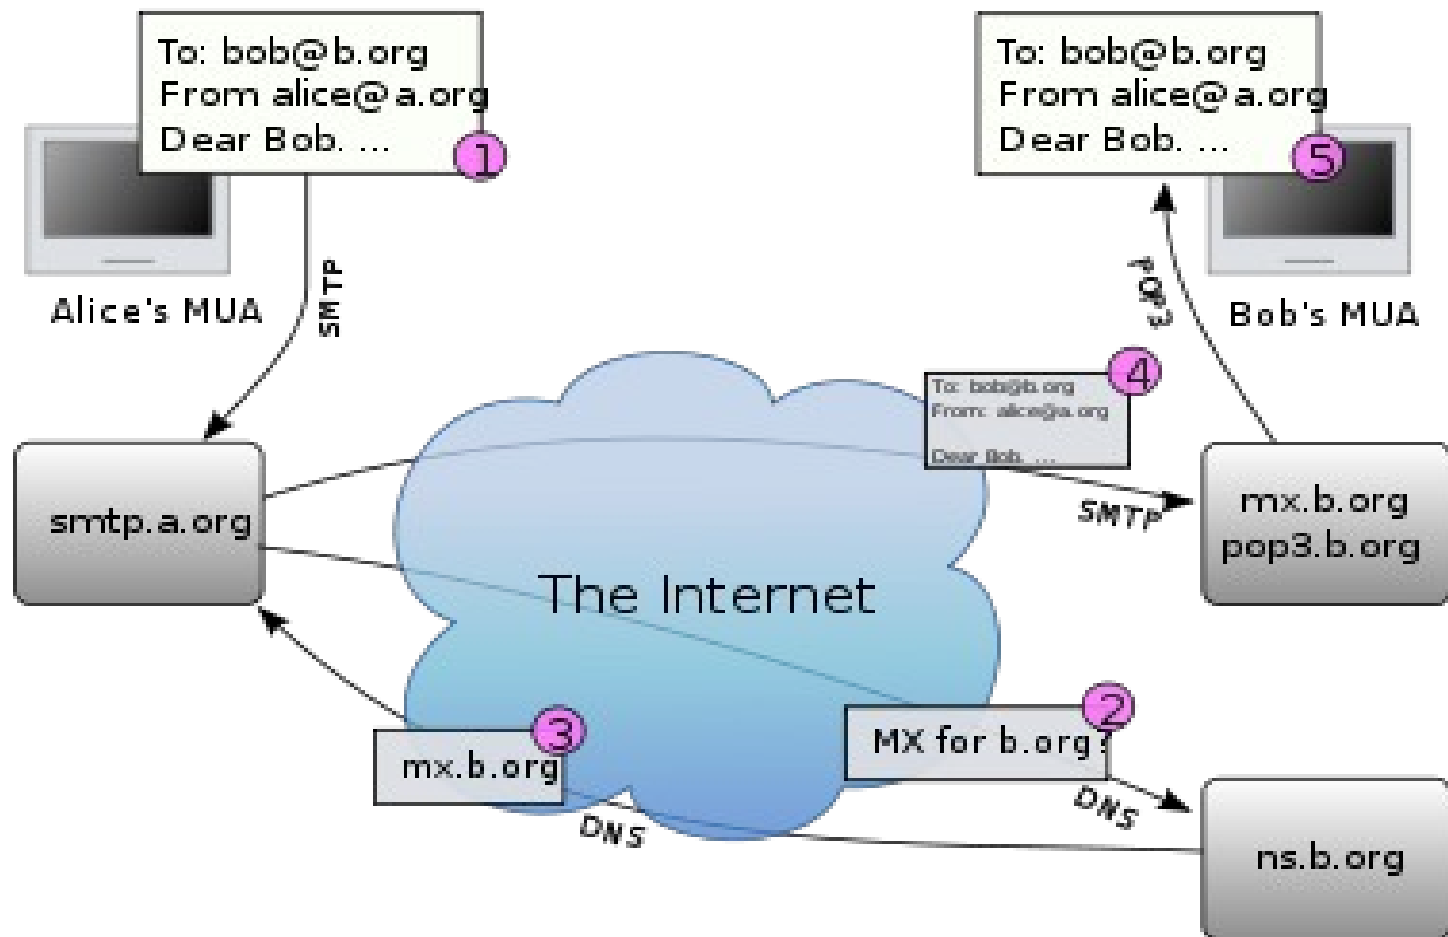 To: bob@b.org
From alice@a.org
Dear Bob. ...
1
To: bob@b.org
From alice@a.org
Dear Bob. ...
5
Alice's MUA
SMTP
POP3
Bob's MUA
4
To: bob@b.org
From: alice@a.org
Dear Bob. ...
smtp.a.org
SMTP
mx.b.org
pop3.b.org
The Internet
3
mx.b.org
2
MX for b.org?
DNS
DNS
ns.b.org